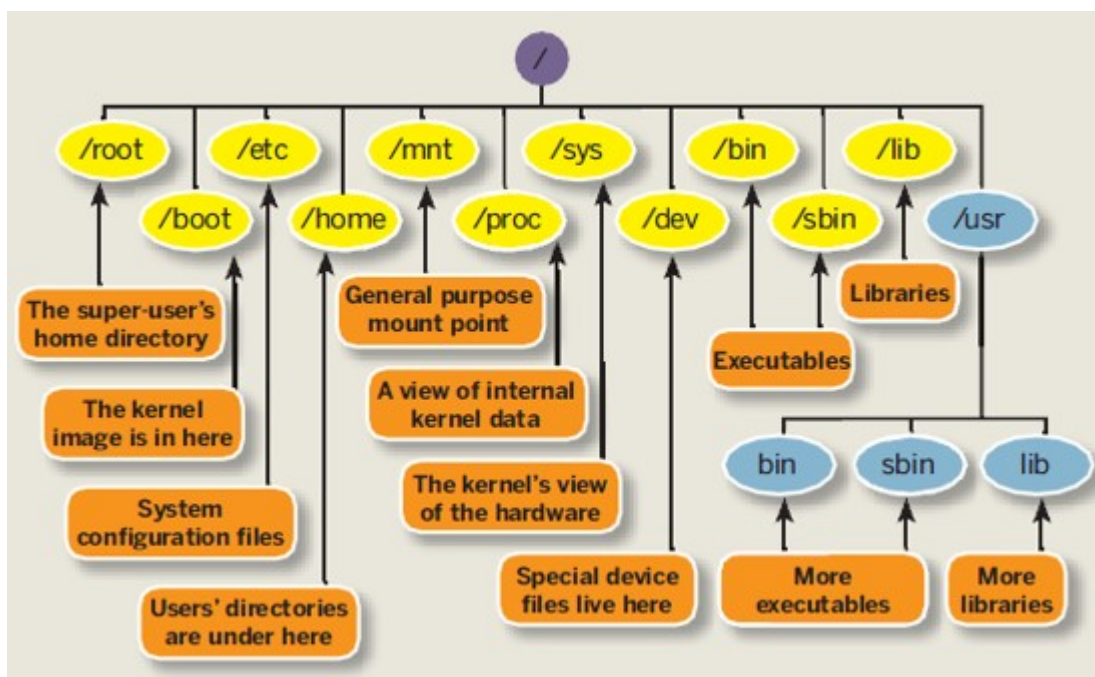 /
/root
/etc
/mnt
/sys
/bin
/lib
/boot
/home
/proc
/dev
/sbin
/usr
The super-user's
home directory
General purpose
mount point
Libraries
Executables
The kernel
image is in here
A view of internal
kernel data
bin
sbin
lib
System
configuration files
The kernel's view
of the hardware
Users' directories
are under here
Special device
files live here
More
executables
More
libraries